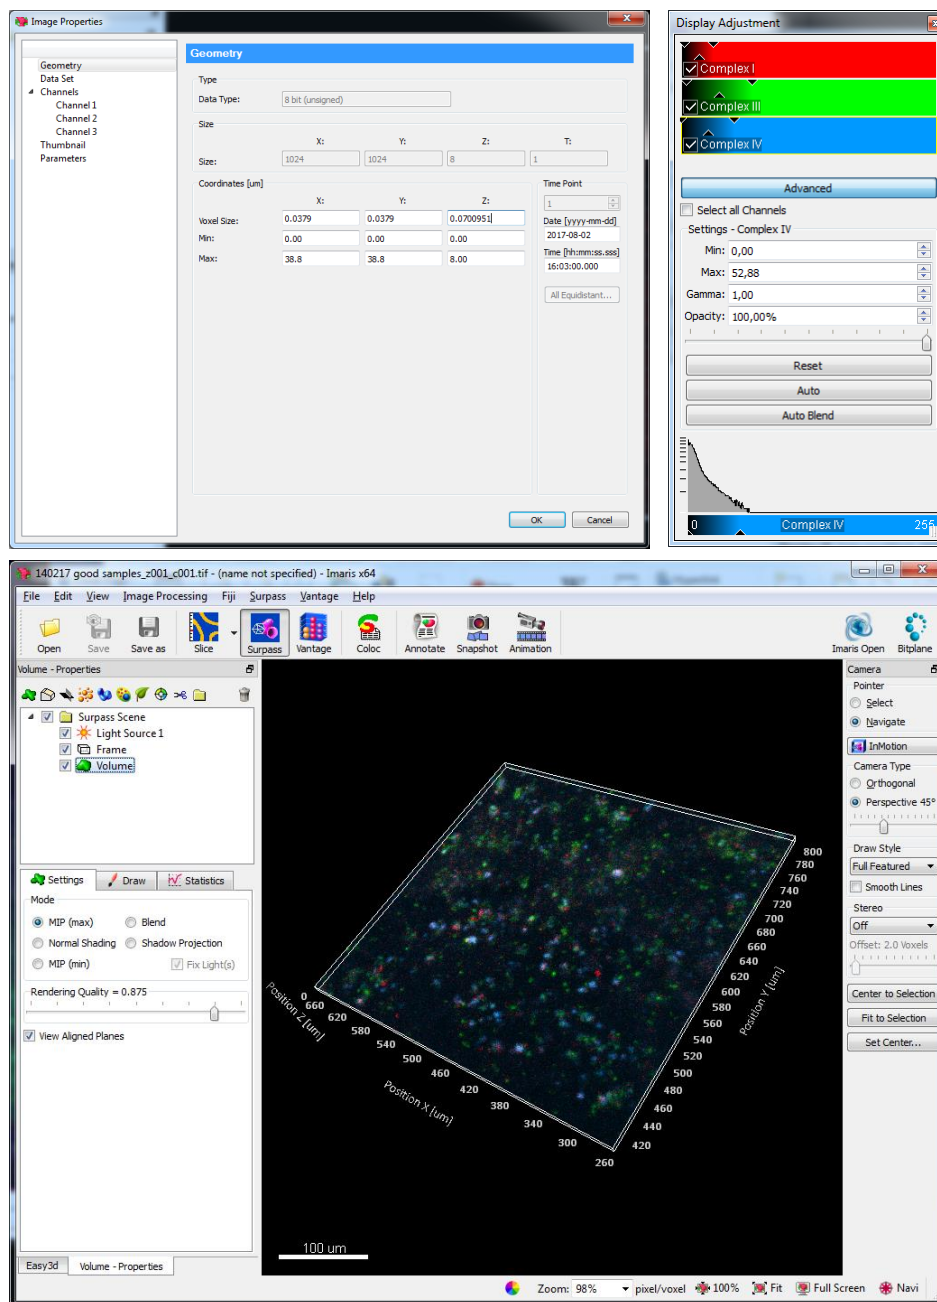 Image Properties
Geometry
Data Set
Channels
Channel 1
Channel 2
Channel 3
Thumbnail
Parameters
Geometry
Type
Data Type: 8 bit (unsigned)
Size
X: Y: Z: T:
Size: 1024 1024 8 1
Coordinates [um]
X: Y: Z:
Voxel Size: 0.0379 0.0379 0.0700951
Min: 0.00 0.00 0.00
Max: 38.8 38.8 8.00
Time Point
1
Date [yyyy-mm-dd]
2017-08-02
Time [hh:mm:ss.sss]
16:03:00.000
All Equidistant...
OK Cancel
Display Adjustment
Complex I
Complex III
Complex IV
Advanced
Select all Channels
Settings - Complex IV
Min: 0,00
Max: 52,88
Gamma: 1,00
Opacity: 100,00%
Reset
Auto
Auto Blend
0 Complex IV 255
140217 good samples_z001_c001.tif - (name not specified) - Imaris x64
File Edit View Image Processing Fiji Surpass Vantage Help
Open Save Save as Slice Surpass Vantage Coloc Annotate Snapshot Animation Imaris Open Bitplane
Volume - Properties
Surpass Scene
Light Source 1
Frame
Volume
Settings Draw Statistics
Mode
MIP (max) Blend
Normal Shading Shadow Projection
MIP (min) Fix Light(s)
Rendering Quality = 0.875
View Aligned Planes
Easy3d Volume - Properties
800
780
760
740
720
700
680
660
640
620
600
580
560
540
520
500
480
460
440
420
Position Y [um]
Position Z [um]
0
660
620
580
540
500
460
420
380
340
300
260
Position X [um]
100 um
Camera
Pointer
Select
Navigate
InMotion
Camera Type
Orthogonal
Perspective 45°
Draw Style
Full Featured
Smooth Lines
Stereo
Off
Offset: 2.0 Voxels
Center to Selection
Fit to Selection
Set Center...
Zoom: 98% pixel/voxel 100% Fit Full Screen Navi